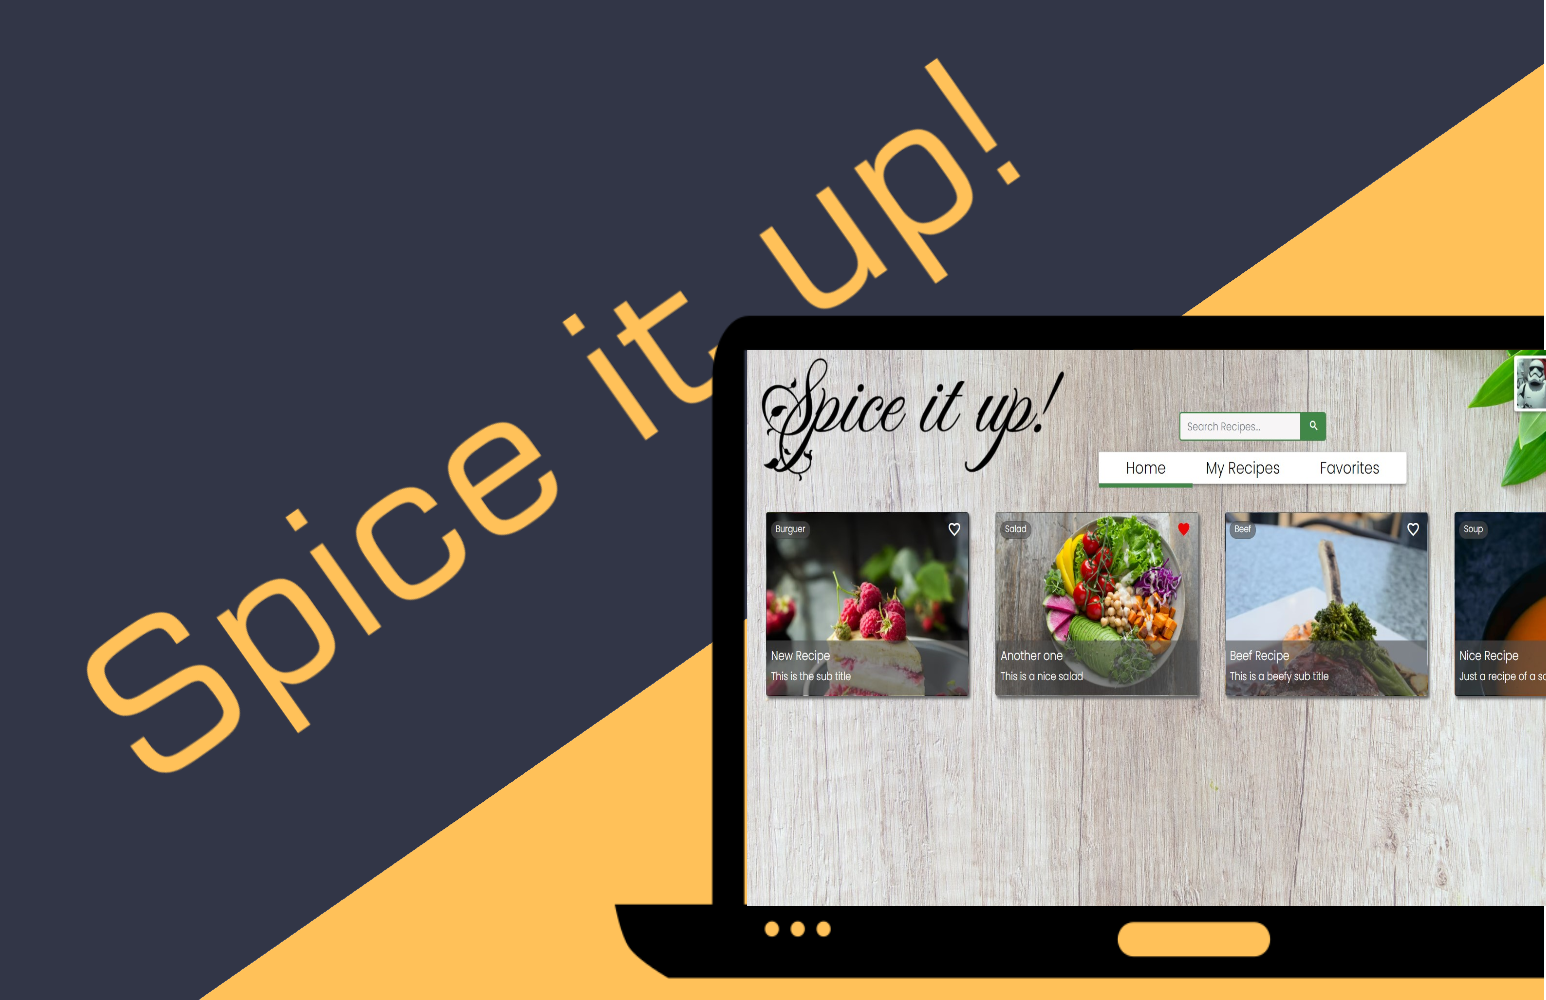 Spice it up!
Spice it up!
Search Recipes...
Home My Recipes Favorites
Burguer
New Recipe
This is the sub title
Salad
Another one
This is a nice salad
Beef
Beef Recipe
This is a beefy sub title
Soup
Nice Recipe
Just a recipe of a